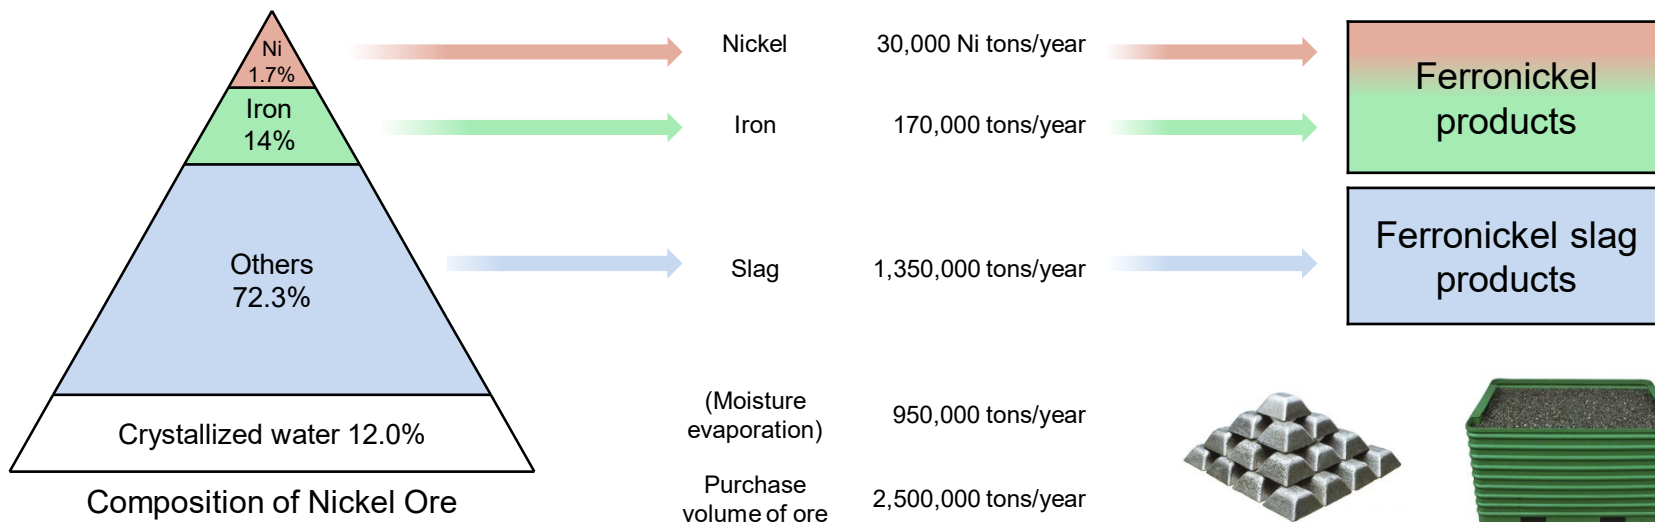 Ni
1.7%
Nickel
30,000 Ni tons/year
Ferronickel
products
Iron
14%
Iron
170,000 tons/year
Others
72.3%
Slag
1,350,000 tons/year
Ferronickel slag
products
Crystallized water 12.0%
(Moisture
evaporation)
950,000 tons/year
Composition of Nickel Ore
Purchase
volume of ore
2,500,000 tons/year